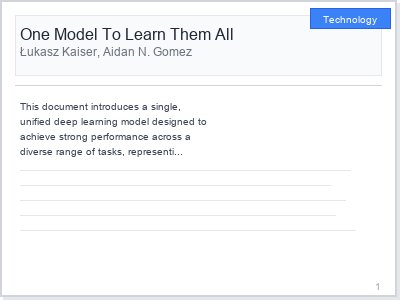 Technology
One Model To Learn Them All
Łukasz Kaiser, Aidan N. Gomez
This document introduces a single,
unified deep learning model designed to
achieve strong performance across a
diverse range of tasks, representi...
1